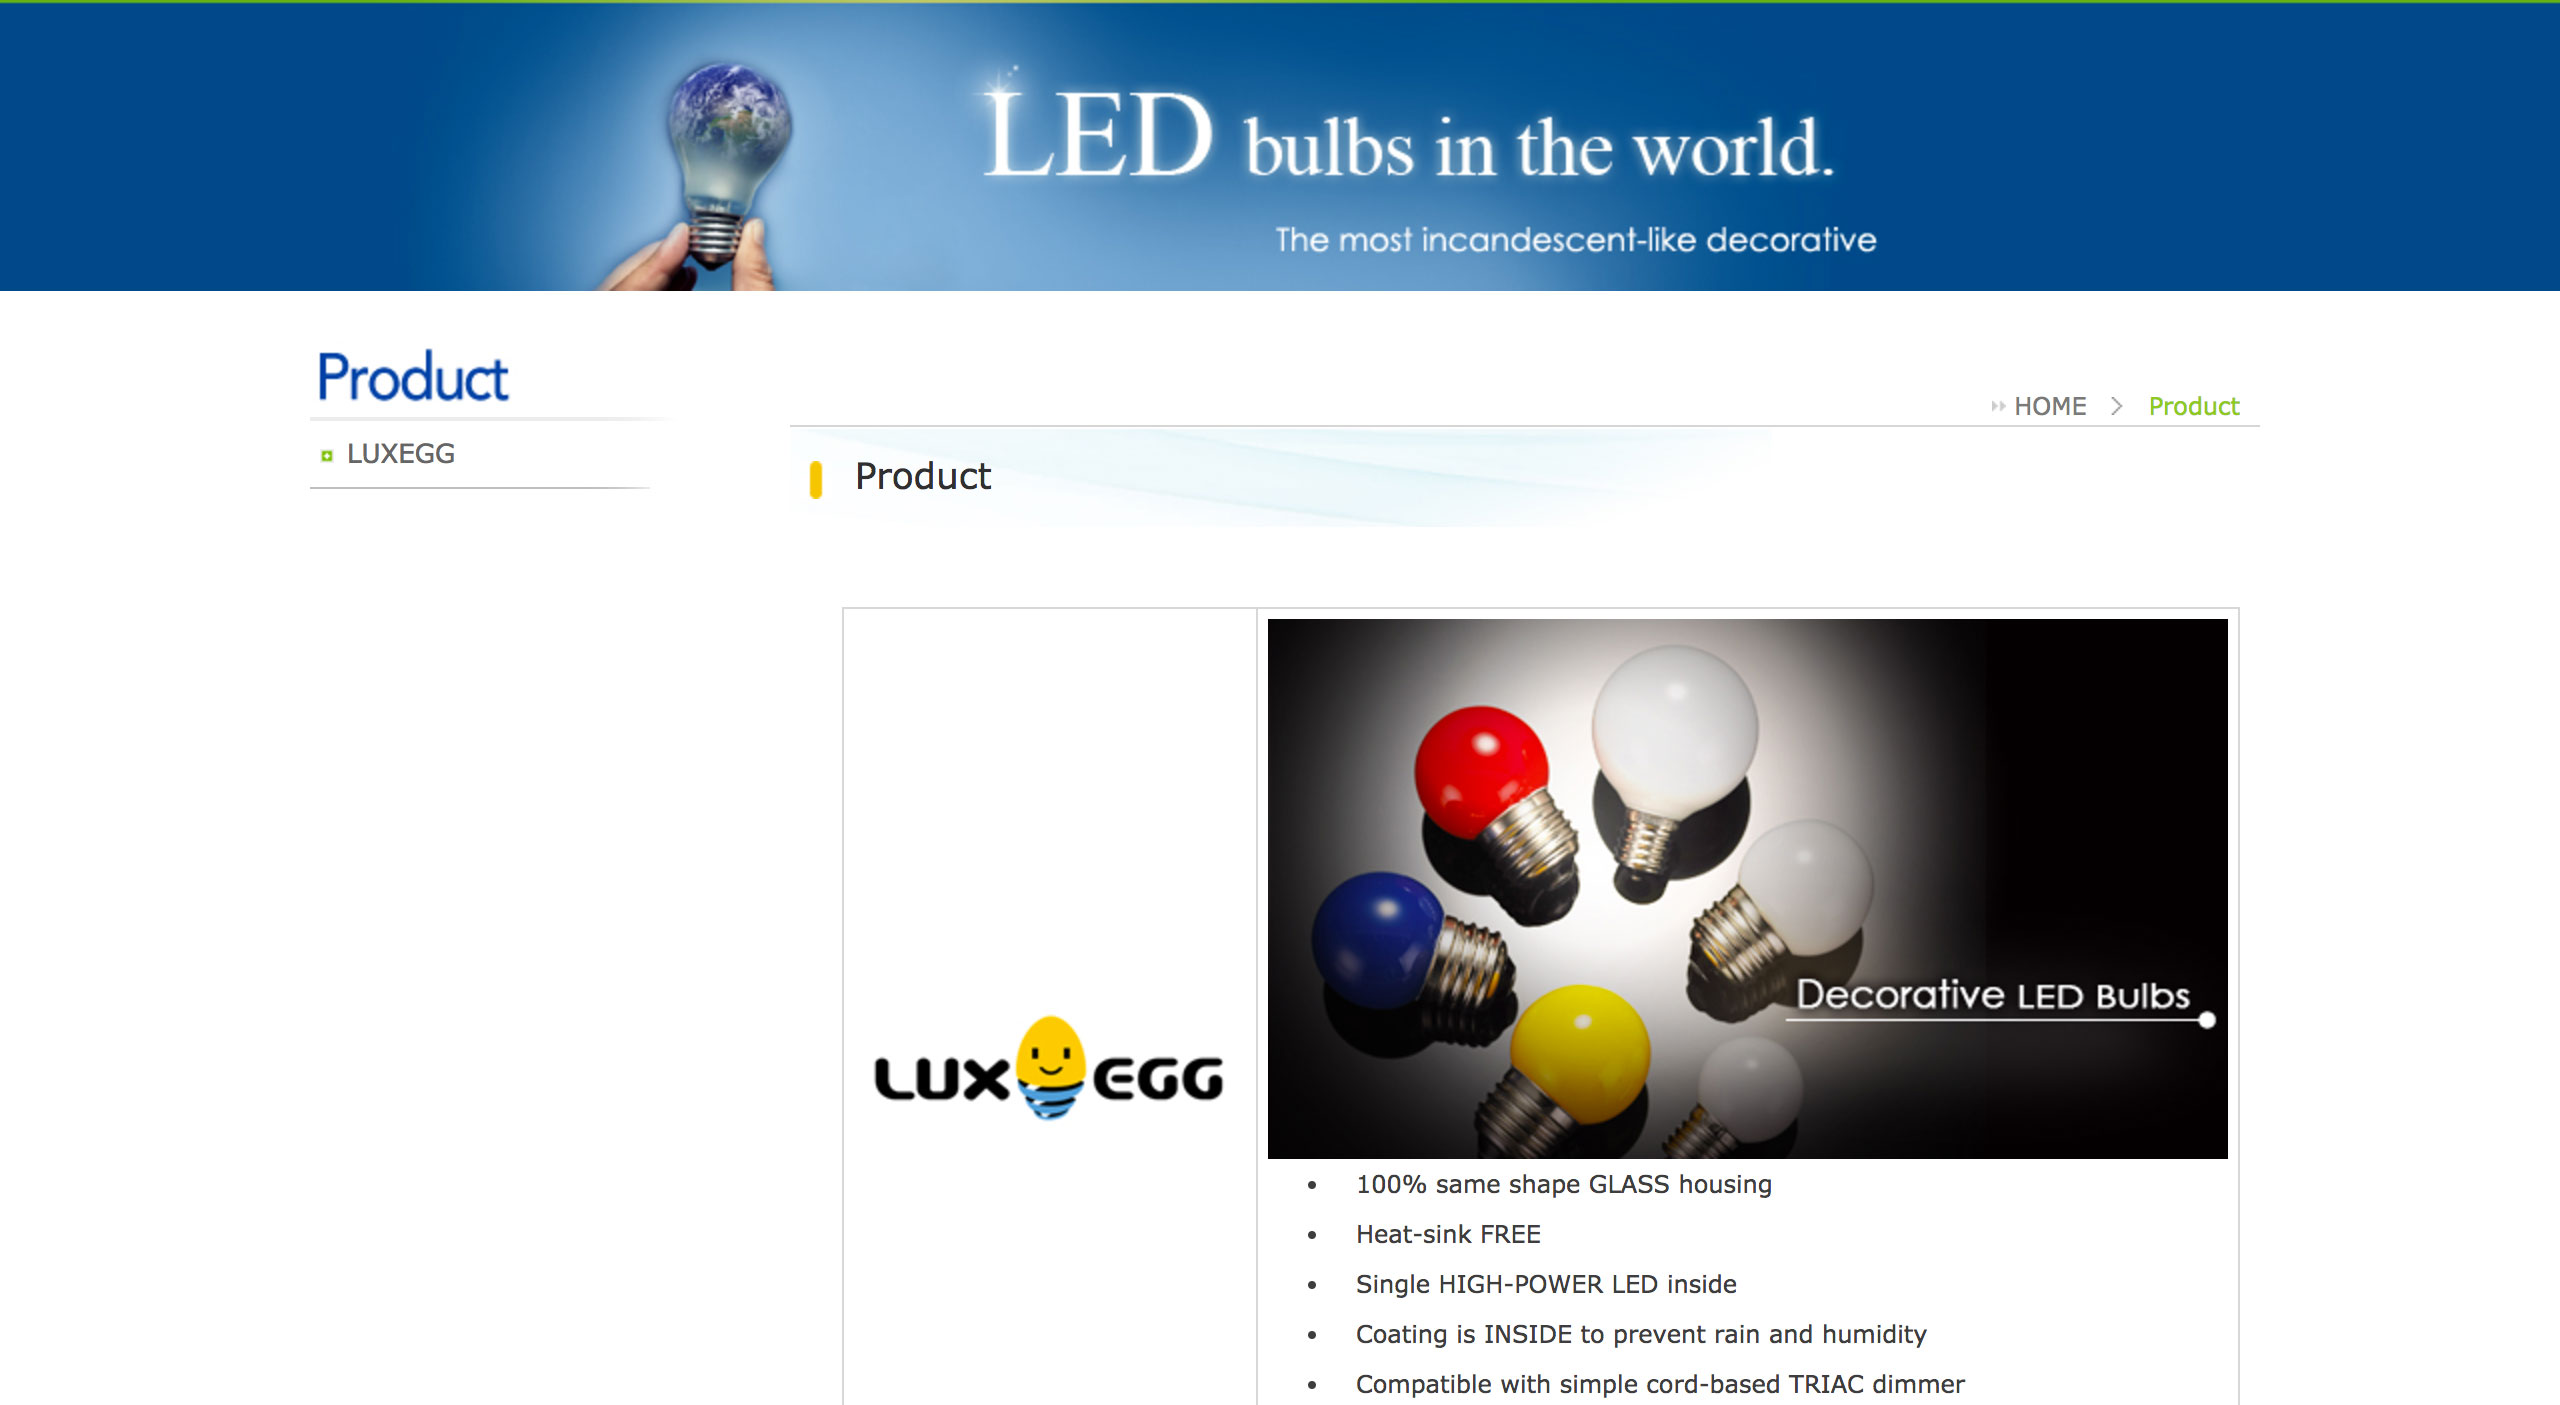 LED bulbs in the world.
The most incandescent-like decorative
Product
HOME > Product
LUXEGG
Product
LUX EGG
Decorative LED Bulbs
• 100% same shape GLASS housing
• Heat-sink FREE
• Single HIGH-POWER LED inside
• Coating is INSIDE to prevent rain and humidity
• Compatible with simple cord-based TRIAC dimmer